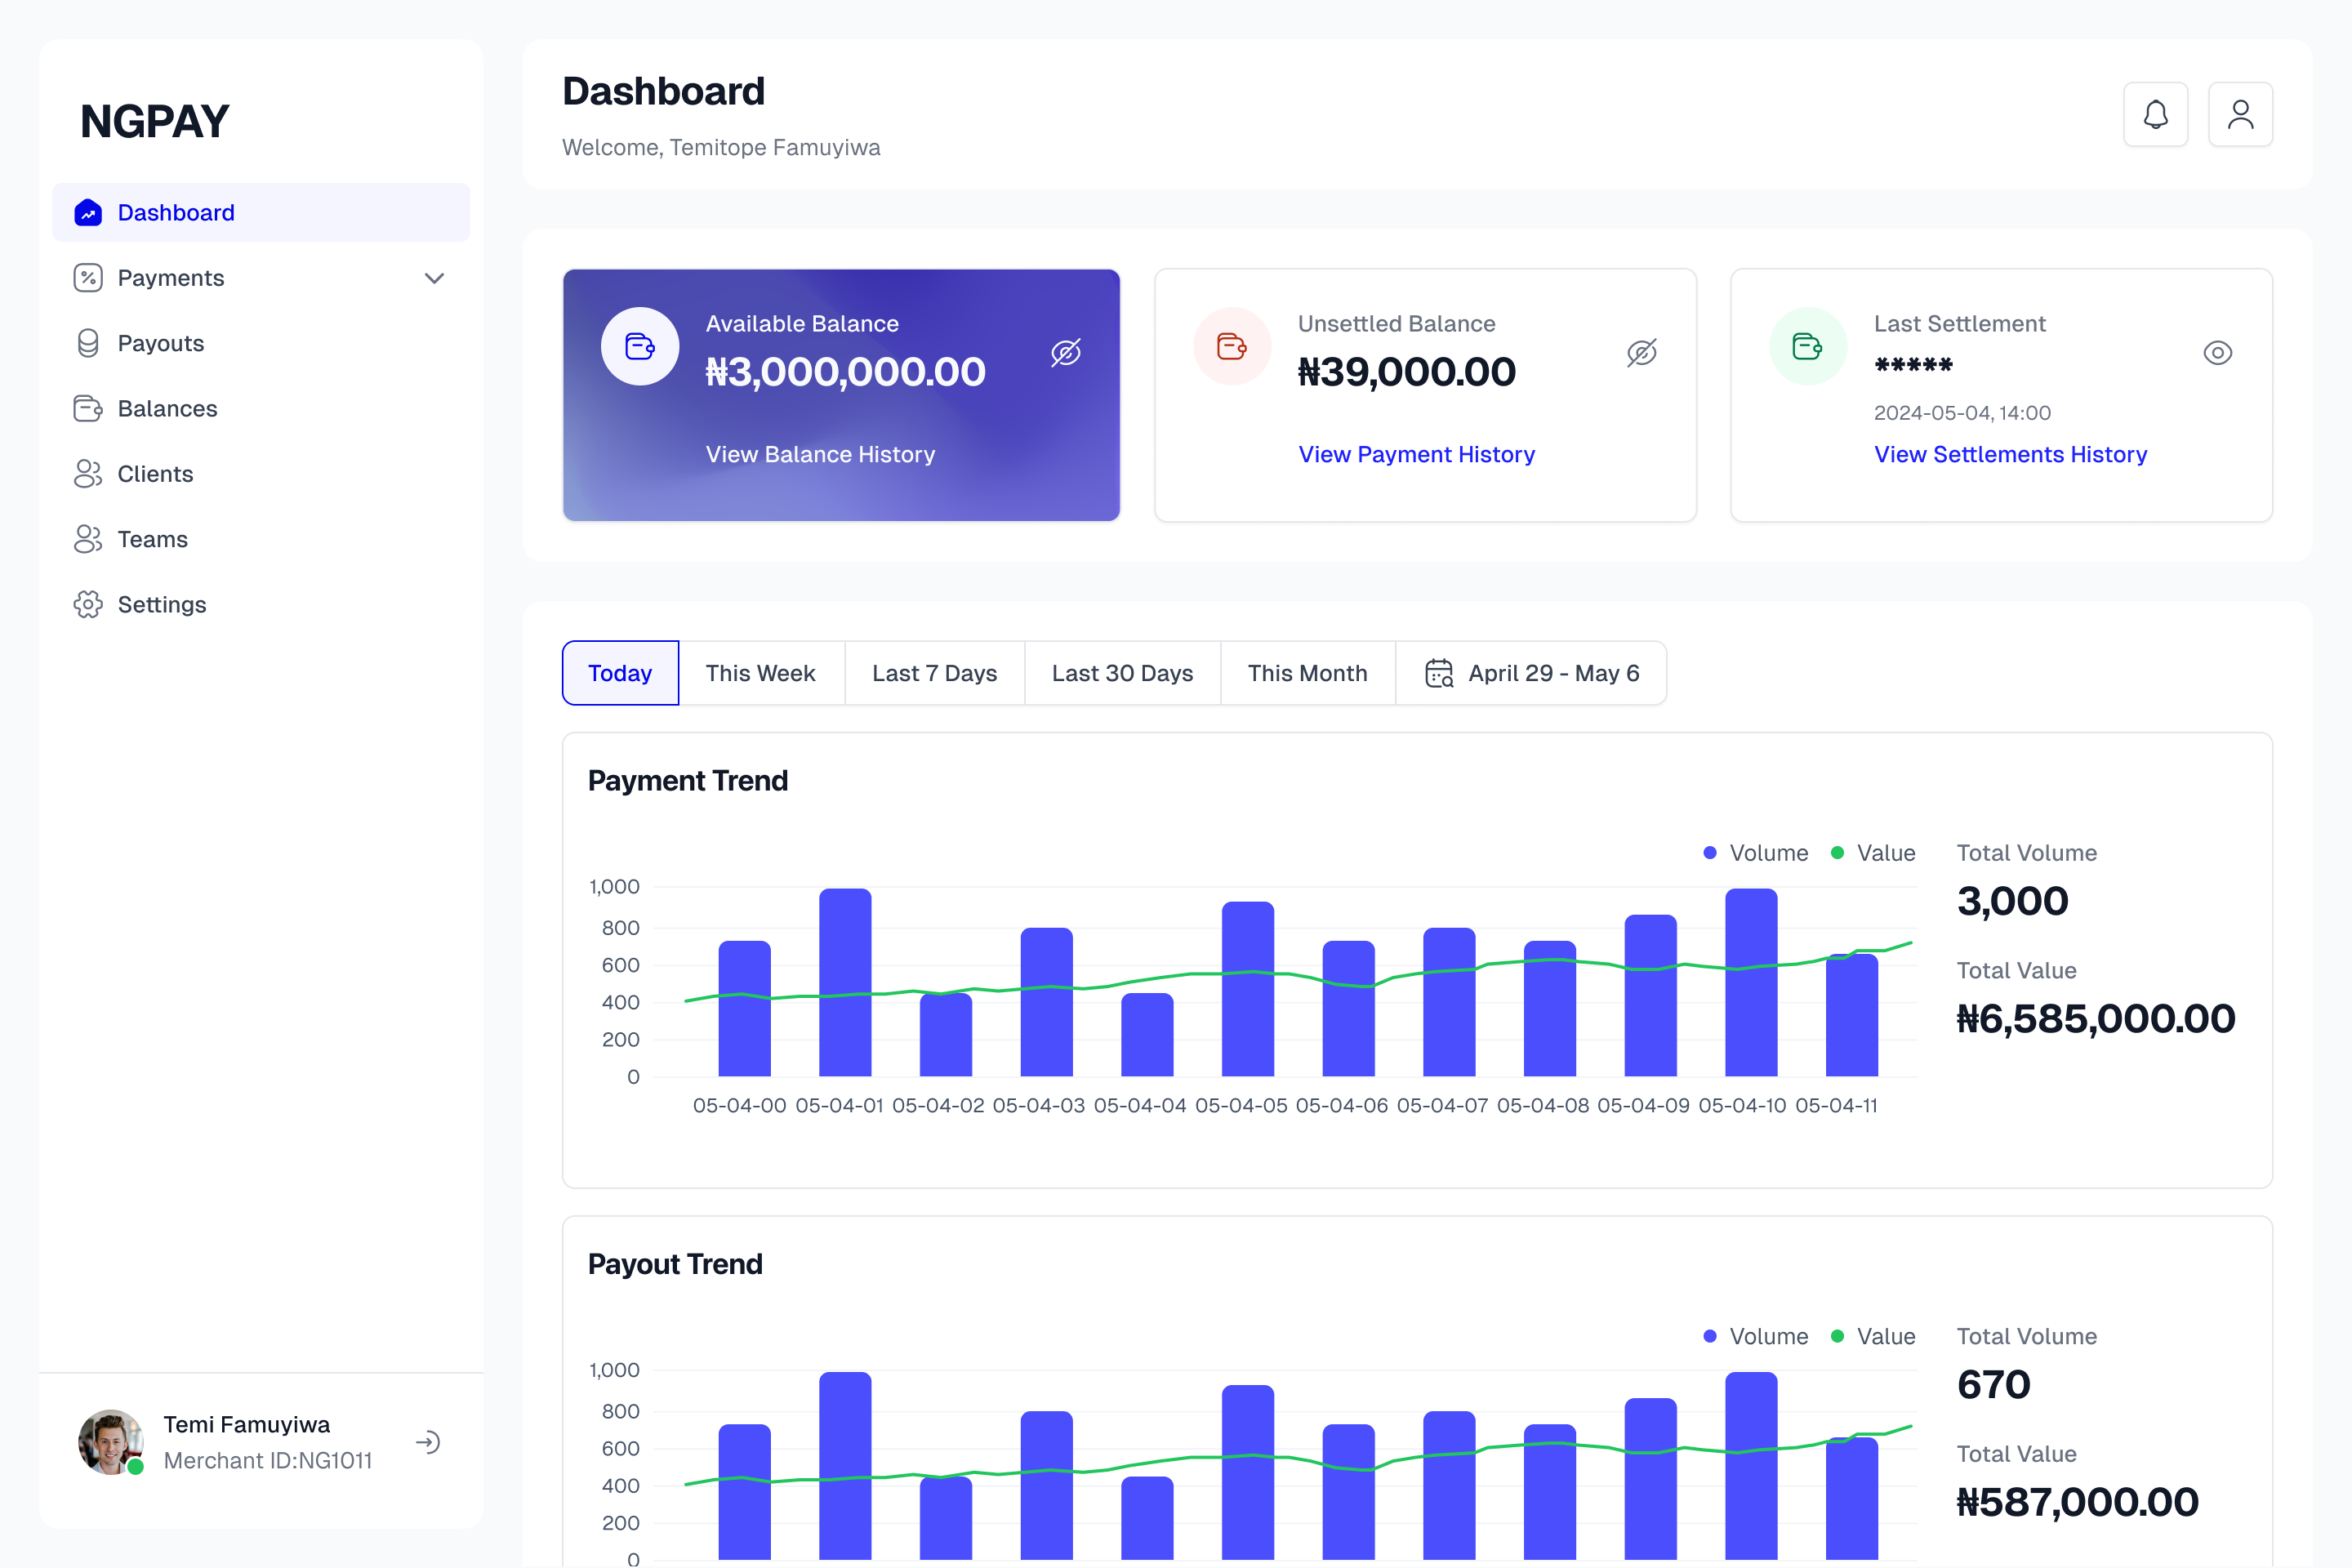 NGPAY
Dashboard
Payments
Payouts
Balances
Clients
Teams
Settings
Temi Famuyiwa
Merchant ID:NG1011
Dashboard
Welcome, Temitope Famuyiwa
Available Balance
₦3,000,000.00
View Balance History
Unsettled Balance
₦39,000.00
View Payment History
Last Settlement
*****
2024-05-04, 14:00
View Settlements History
Today
This Week
Last 7 Days
Last 30 Days
This Month
April 29 - May 6
Payment Trend
Volume
Value
1,000
800
600
400
200
0
05-04-00 05-04-01 05-04-02 05-04-03 05-04-04 05-04-05 05-04-06 05-04-07 05-04-08 05-04-09 05-04-10 05-04-11
Total Volume
3,000
Total Value
₦6,585,000.00
Payout Trend
Volume
Value
1,000
800
600
400
200
0
Total Volume
670
Total Value
₦587,000.00